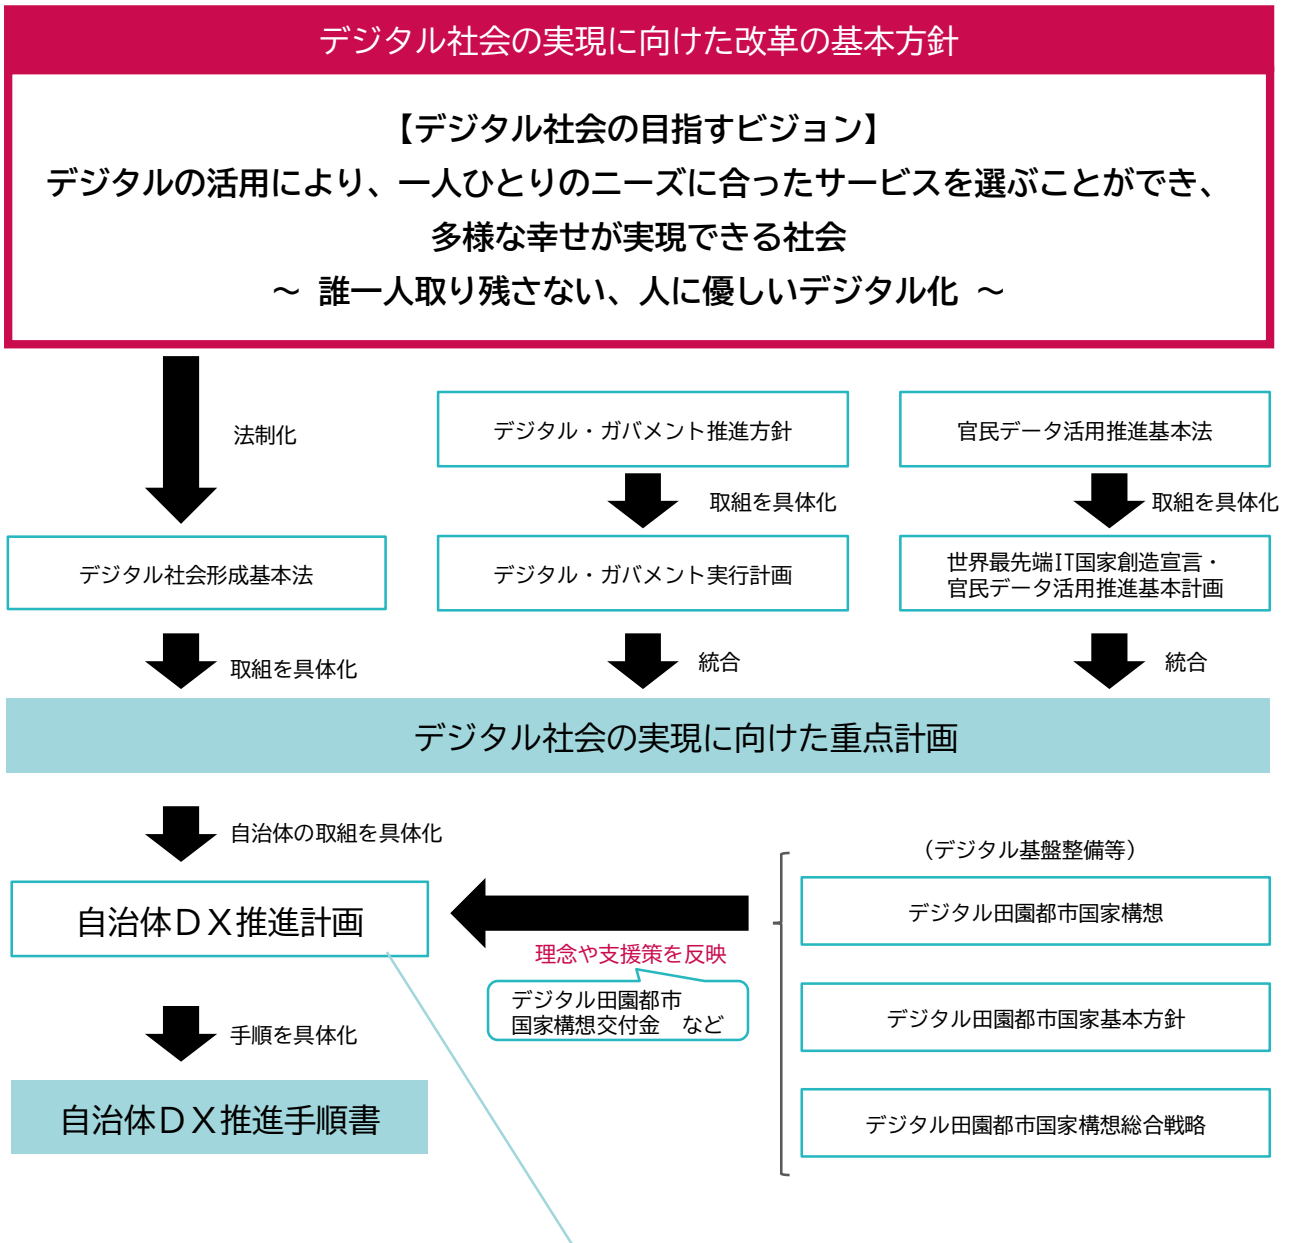 デジタル社会の実現に向けた改革の基本方針
【デジタル社会の目指すビジョン】
デジタルの活用により、一人ひとりのニーズに合ったサービスを選ぶことができ、
多様な幸せが実現できる社会
～ 誰一人取り残さない、人に優しいデジタル化 ～
法制化
デジタル・ガバメント推進方針
官民データ活用推進基本法
取組を具体化
取組を具体化
デジタル社会形成基本法
デジタル・ガバメント実行計画
世界最先端IT国家創造宣言・
官民データ活用推進基本計画
取組を具体化
統合
統合
デジタル社会の実現に向けた重点計画
自治体の取組を具体化
（デジタル基盤整備等）
自治体ＤＸ推進計画
デジタル田園都市国家構想
理念や支援策を反映
デジタル田園都市
国家構想交付金　など
デジタル田園都市国家基本方針
手順を具体化
自治体ＤＸ推進手順書
デジタル田園都市国家構想総合戦略